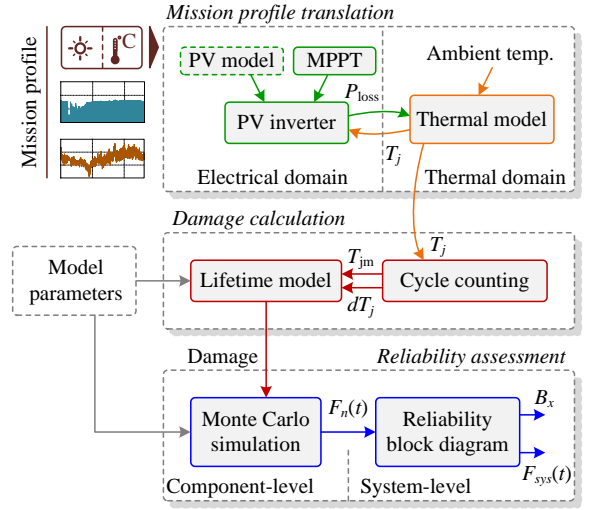 Mission profile translation
°C
Mission profile
PV model
MPPT
Ambient temp.
P_loss
PV inverter
Thermal model
T_j
Electrical domain
Thermal domain
Damage calculation
T_j
Model
parameters
T_jm
Lifetime model
Cycle counting
dT_j
Damage
Reliability assessment
B_x
Monte Carlo
simulation
F_n(t)
Reliability
block diagram
F_sys(t)
Component-level
System-level